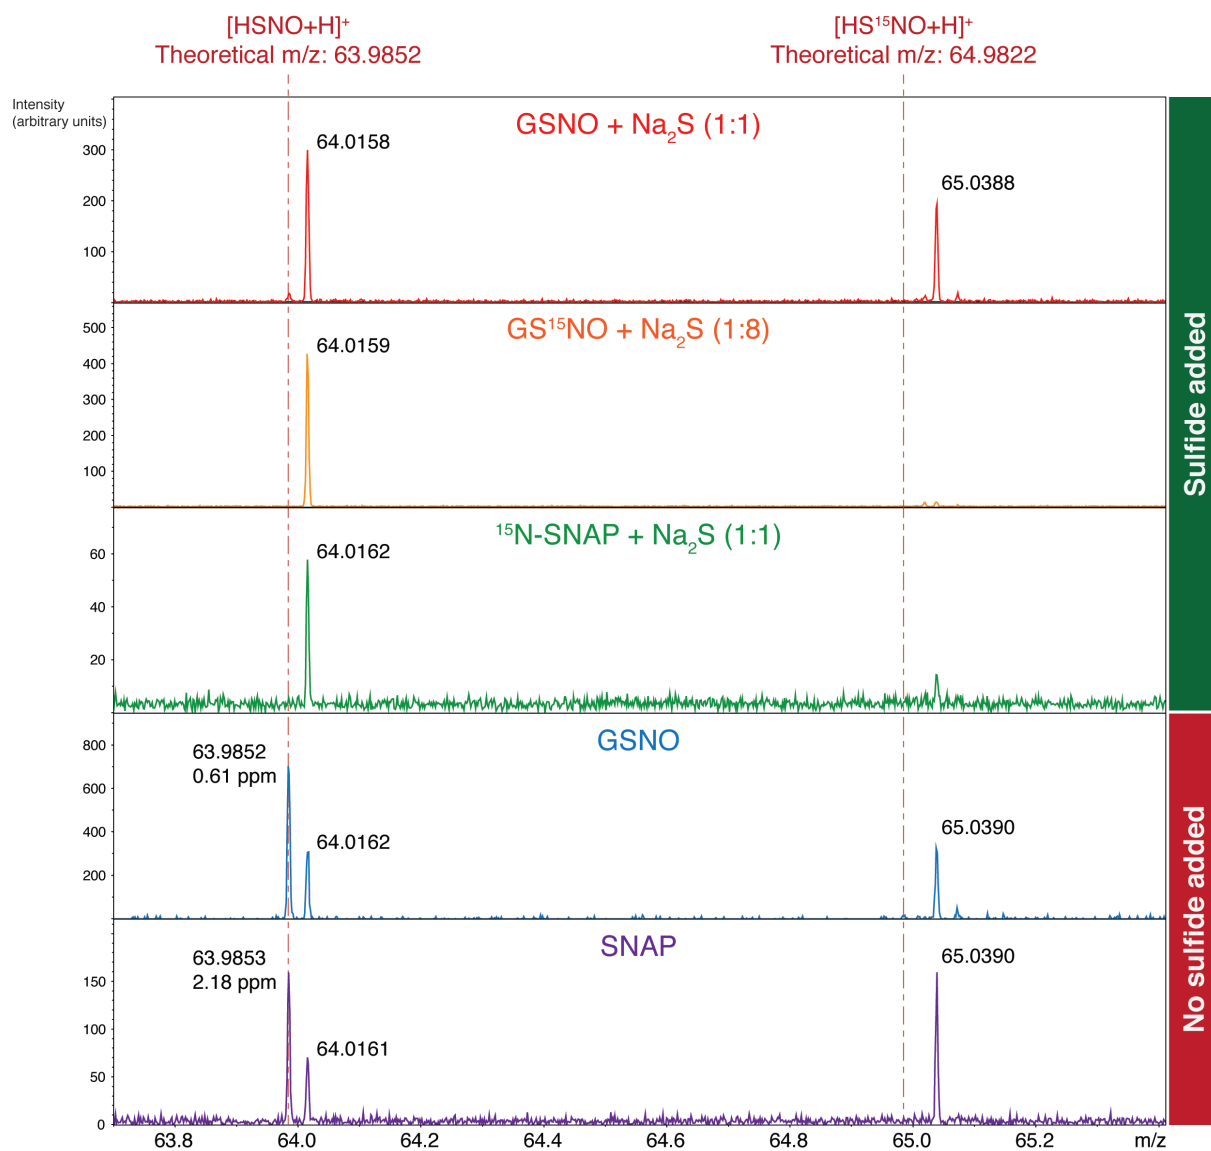 [HSNO+H]⁺
Theoretical m/z: 63.9852
[HS¹⁵NO+H]⁺
Theoretical m/z: 64.9822
Intensity
(arbitrary units)
GSNO + Na₂S (1:1)
64.0158
65.0388
300
200
100
GS¹⁵NO + Na₂S (1:8)
64.0159
500
400
300
200
100
¹⁵N-SNAP + Na₂S (1:1)
64.0162
60
40
20
Sulfide added
GSNO
63.9852
0.61 ppm
64.0162
65.0390
800
600
400
200
SNAP
63.9853
2.18 ppm
64.0161
65.0390
150
100
50
0
No sulfide added
63.8 64.0 64.2 64.4 64.6 64.8 65.0 65.2 m/z